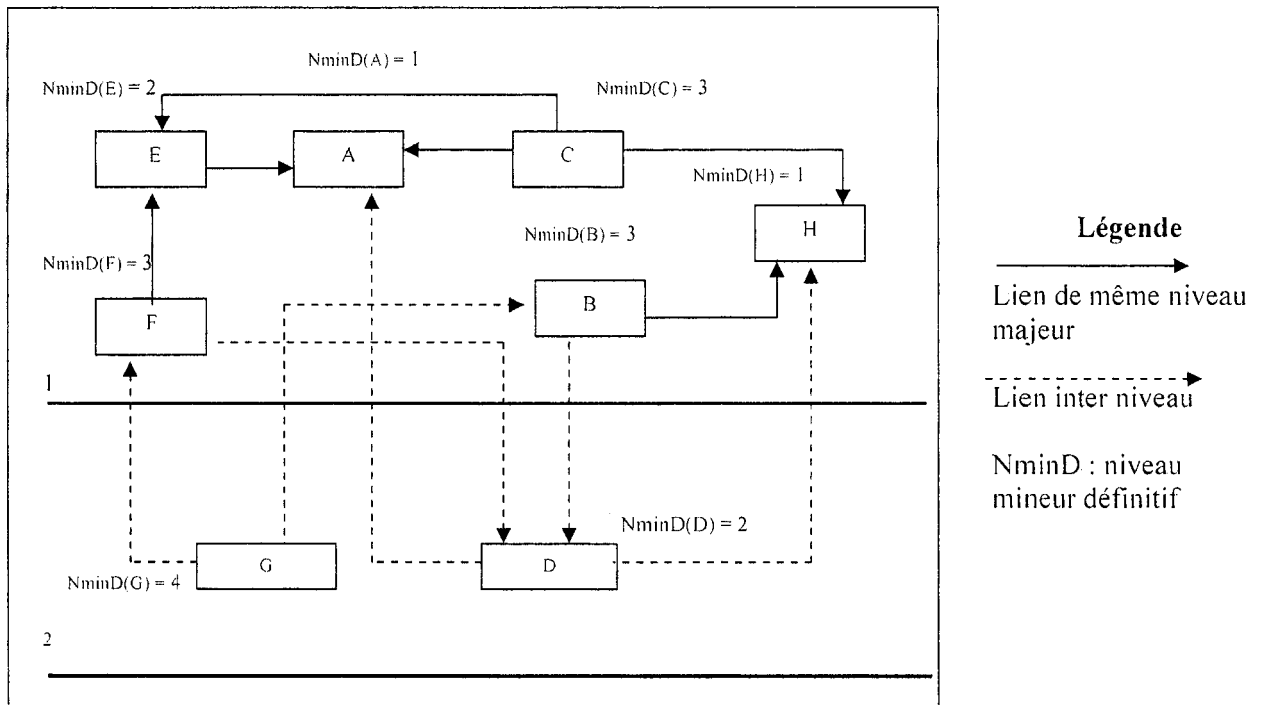 NminD(A) = 1
NminD(E) = 2
NminD(C) = 3
E
A
C
NminD(H) = 1
H
NminD(B) = 3
NminD(F) = 3
B
F
1
NminD(D) = 2
G
D
NminD(G) = 4
2
Légende
Lien de même niveau
majeur
Lien inter niveau
NminD : niveau
mineur définitif